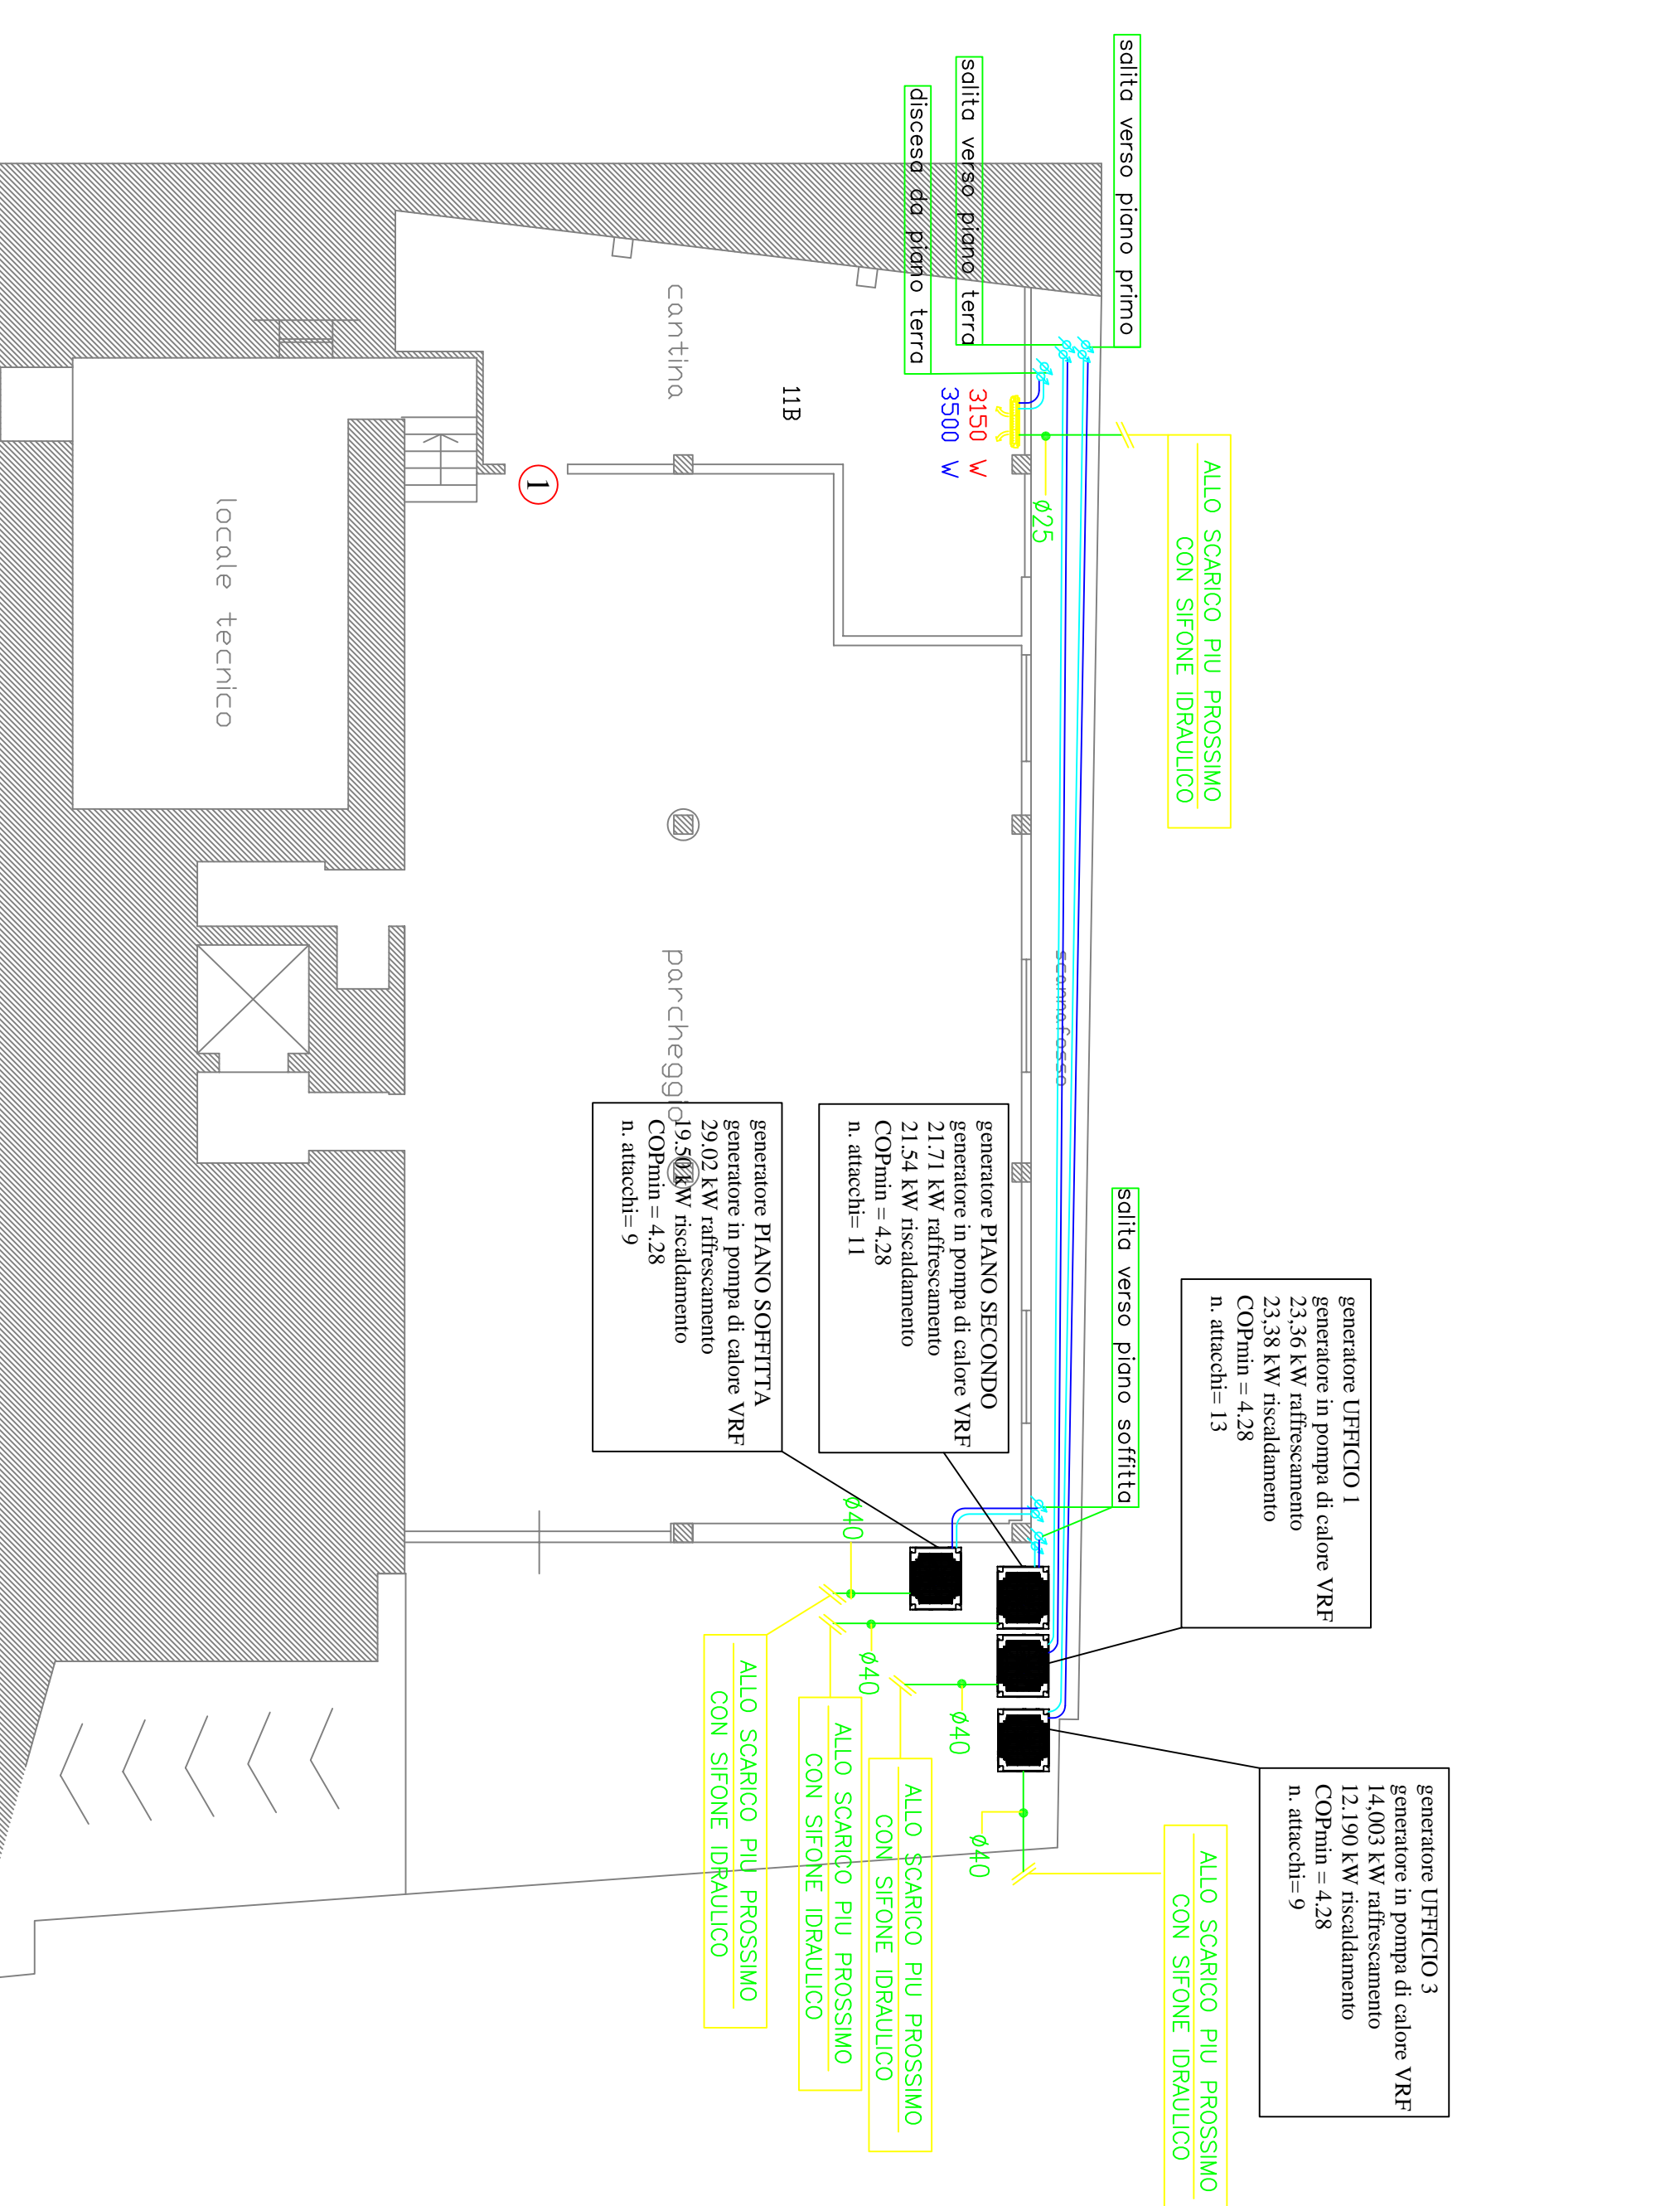 salita verso piano primo
salita verso piano terra
discesa da piano terra
ALLO SCARICO PIU PROSSIMO
CON SIFONE IDRAULICO
Ø25
3150 W
3500 W
11B
cantina
1
locale tecnico
scannafosso
parcheggio
generatore UFFICIO 1
generatore in pompa di calore VRF
23,36 kW raffrescamento
23,38 kW riscaldamento
COPmin = 4.28
n. attacchi= 13
salita verso piano soffitta
generatore PIANO SECONDO
generatore in pompa di calore VRF
21.71 kW raffrescamento
21.54 kW riscaldamento
COPmin = 4.28
n. attacchi= 11
generatore PIANO SOFFITTA
generatore in pompa di calore VRF
29.02 kW raffrescamento
19.50 kW riscaldamento
COPmin = 4.28
n. attacchi= 9
generatore UFFICIO 3
generatore in pompa di calore VRF
14,003 kW raffrescamento
12.190 kW riscaldamento
COPmin = 4.28
n. attacchi= 9
Ø40
Ø40
Ø40
Ø40
ALLO SCARICO PIU PROSSIMO
CON SIFONE IDRAULICO
ALLO SCARICO PIU PROSSIMO
CON SIFONE IDRAULICO
ALLO SCARICO PIU PROSSIMO
CON SIFONE IDRAULICO
ALLO SCARICO PIU PROSSIMO
CON SIFONE IDRAULICO